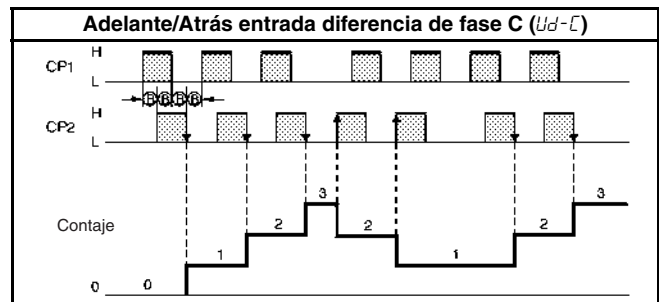 Adelante/Atrás entrada diferencia de fase C (Ud-C)
CP1 H
L
B B B B
CP2 H
L
Contaje
0 0 1 2 3 2 1 2 3